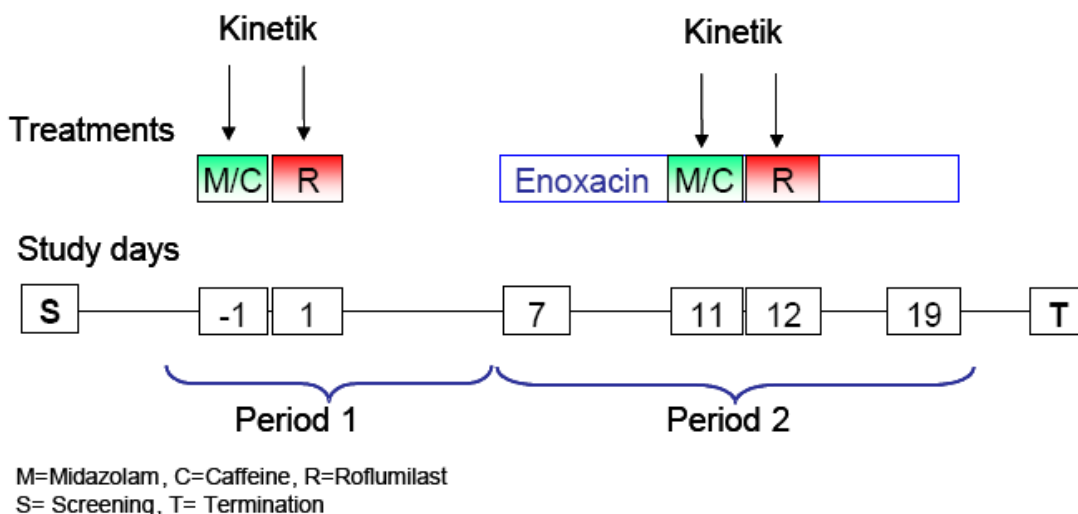 Kinetik Kinetik
Treatments
M/C R Enoxacin M/C R
Study days
S -1 1 7 11 12 19 T
Period 1 Period 2
M=Midazolam, C=Caffeine, R=Roflumilast
S= Screening, T= Termination